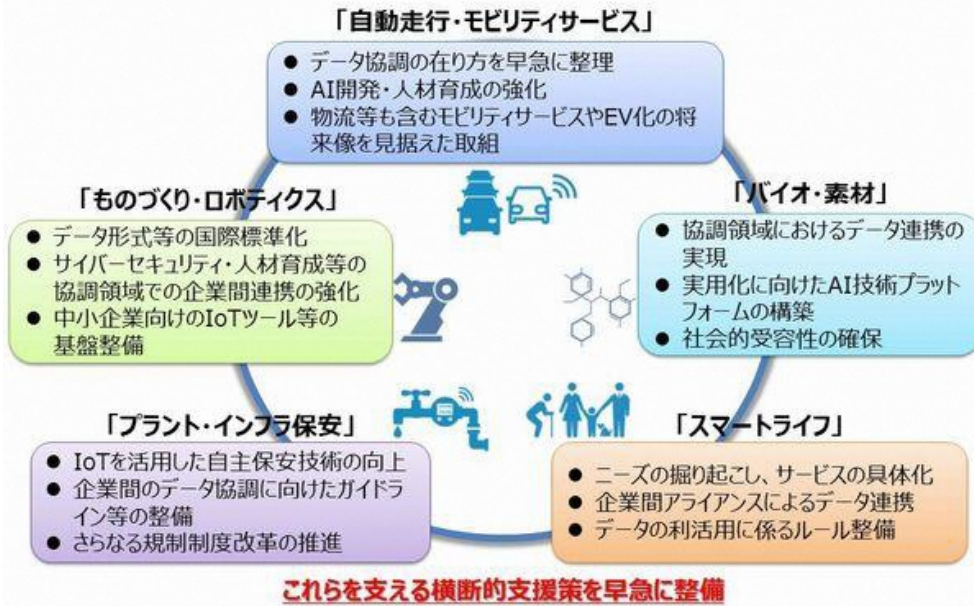 「自動走行・モビリティサービス」
● データ協調の在り方を早急に整理
● AI開発・人材育成の強化
● 物流等も含むモビリティサービスやEV化の将
来像を見据えた取組
「ものづくり・ロボティクス」
● データ形式等の国際標準化
● サイバーセキュリティ・人材育成等の
協調領域での企業間連携の強化
● 中小企業向けのIoTツール等の
基盤整備
「バイオ・素材」
● 協調領域におけるデータ連携の
実現
● 実用化に向けたAI技術プラット
フォームの構築
● 社会的受容性の確保
「プラント・インフラ保安」
● IoTを活用した自主保安技術の向上
● 企業間のデータ協調に向けたガイドラ
イン等の整備
● さらなる規制制度改革の推進
「スマートライフ」
● ニーズの掘り起こし、サービスの具体化
● 企業間アライアンスによるデータ連携
● データの利活用に係るルール整備
これらを支える横断的支援策を早急に整備